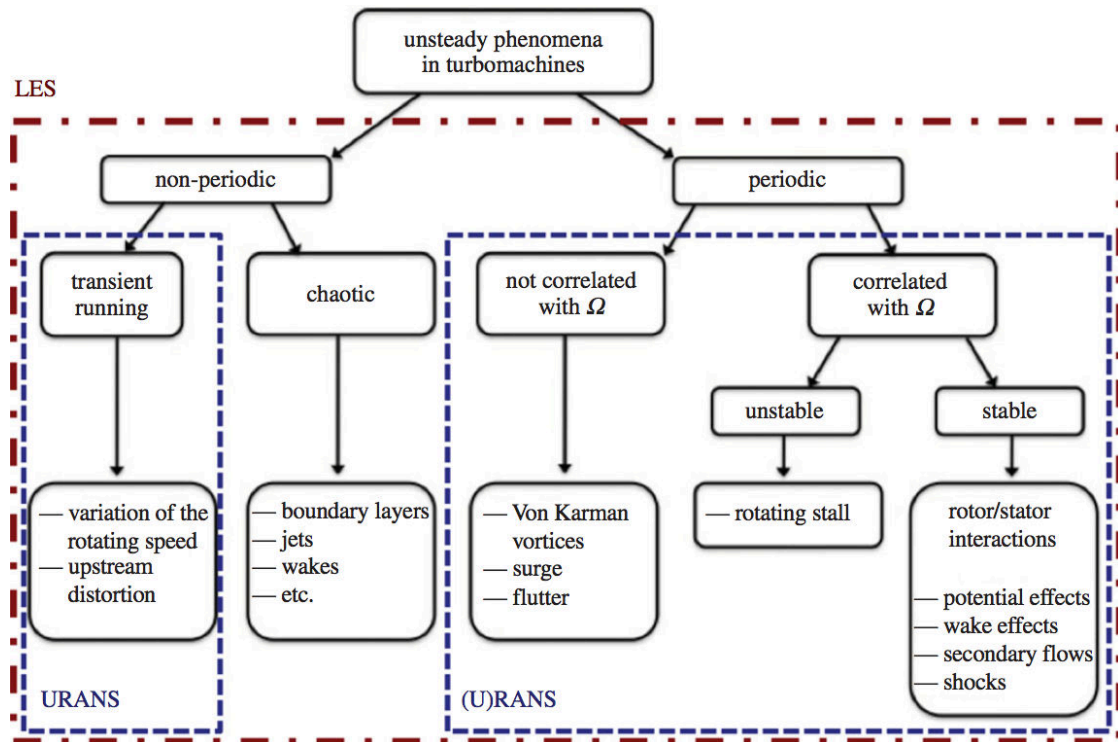 unsteady phenomena
in turbomachines
LES
non-periodic
periodic
transient
running
chaotic
not correlated
with Ω
correlated
with Ω
unstable
stable
— variation of the
rotating speed
— upstream
distortion
— boundary layers
— jets
— wakes
— etc.
— Von Karman
vortices
— surge
— flutter
— rotating stall
rotor/stator
interactions
— potential effects
— wake effects
— secondary flows
— shocks
URANS
(U)RANS